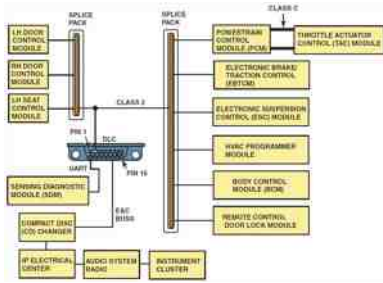 SPLICE
PACK
SPLICE
PACK
CLASS C
LH DOOR
CONTROL
MODULE
RH DOOR
CONTROL
MODULE
LH SEAT
CONTROL
MODULE
CLASS 2
POWERTRAIN
CONTROL
MODULE (PCM)
THROTTLE ACTUATOR
CONTROL (TAC) MODULE
ELECTRONIC BRAKE/
TRACTION CONTROL
(EBTCM)
ELECTRONIC SUSPENSION
CONTROL (ESC) MODULE
HVAC PROGRAMMER
MODULE
BODY CONTROL
MODULE (BCM)
REMOTE CONTROL
DOOR LOCK MODULE
PIN 1
DLC
PIN 16
UART
SENSING DIAGNOSTIC
MODULE (SDM)
E&C
BUSS
COMPACT DISC
(CD) CHANGER
IP ELECTRICAL
CENTER
AUDIO SYSTEM
RADIO
INSTRUMENT
CLUSTER